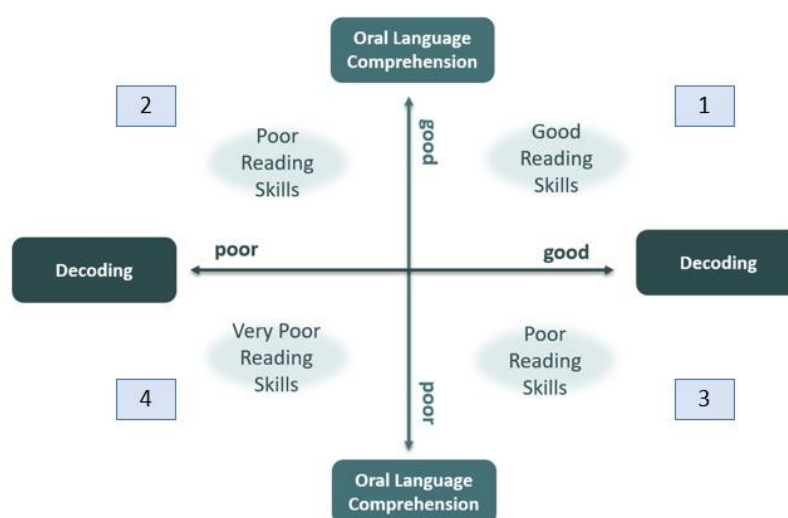 Oral Language
Comprehension
2
1
good
Poor
Reading
Skills
Good
Reading
Skills
Decoding
poor
good
Decoding
Very Poor
Reading
Skills
Poor
Reading
Skills
4
3
poor
Oral Language
Comprehension